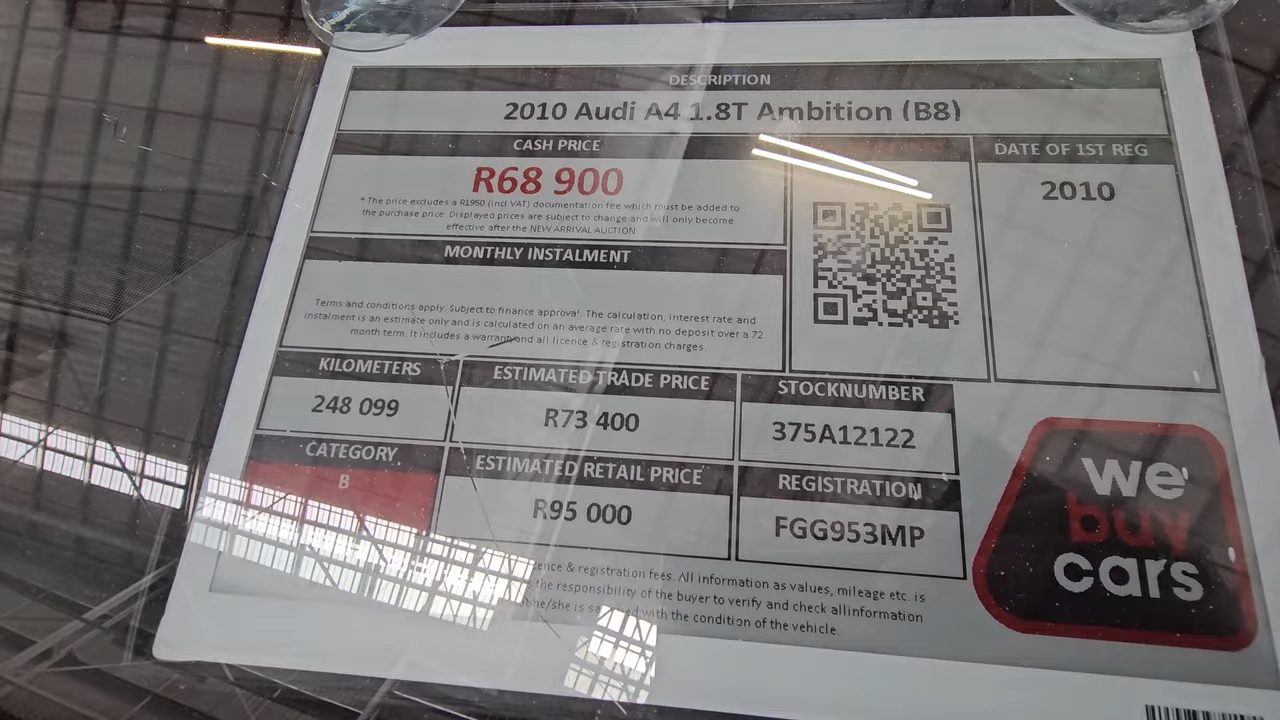 DESCRIPTION
2010 Audi A4 1.8T Ambition (B8)
CASH PRICE
R68 900
* The price excludes a R1950 (incl VAT) documentation fee which must be added to
the purchase price. Displayed prices are subject to change and will only become
effective after the NEW ARRIVAL AUCTION
DATE OF 1ST REG
2010
MONTHLY INSTALMENT
Terms and conditions apply. Subject to finance approval. The calculation, interest rate and
instalment is an estimate only and is calculated on an average rate with no deposit over a 72
month term. It includes a warranty and all licence & registration charges.
KILOMETERS
248 099
ESTIMATED TRADE PRICE
R73 400
STOCKNUMBER
375A12122
CATEGORY
B
ESTIMATED RETAIL PRICE
R95 000
REGISTRATION
FGG953MP
& registration fees. All information as values, mileage etc. is
the responsibility of the buyer to verify and check allinformation
he/she is with the condition of the vehicle.
we
buy
cars